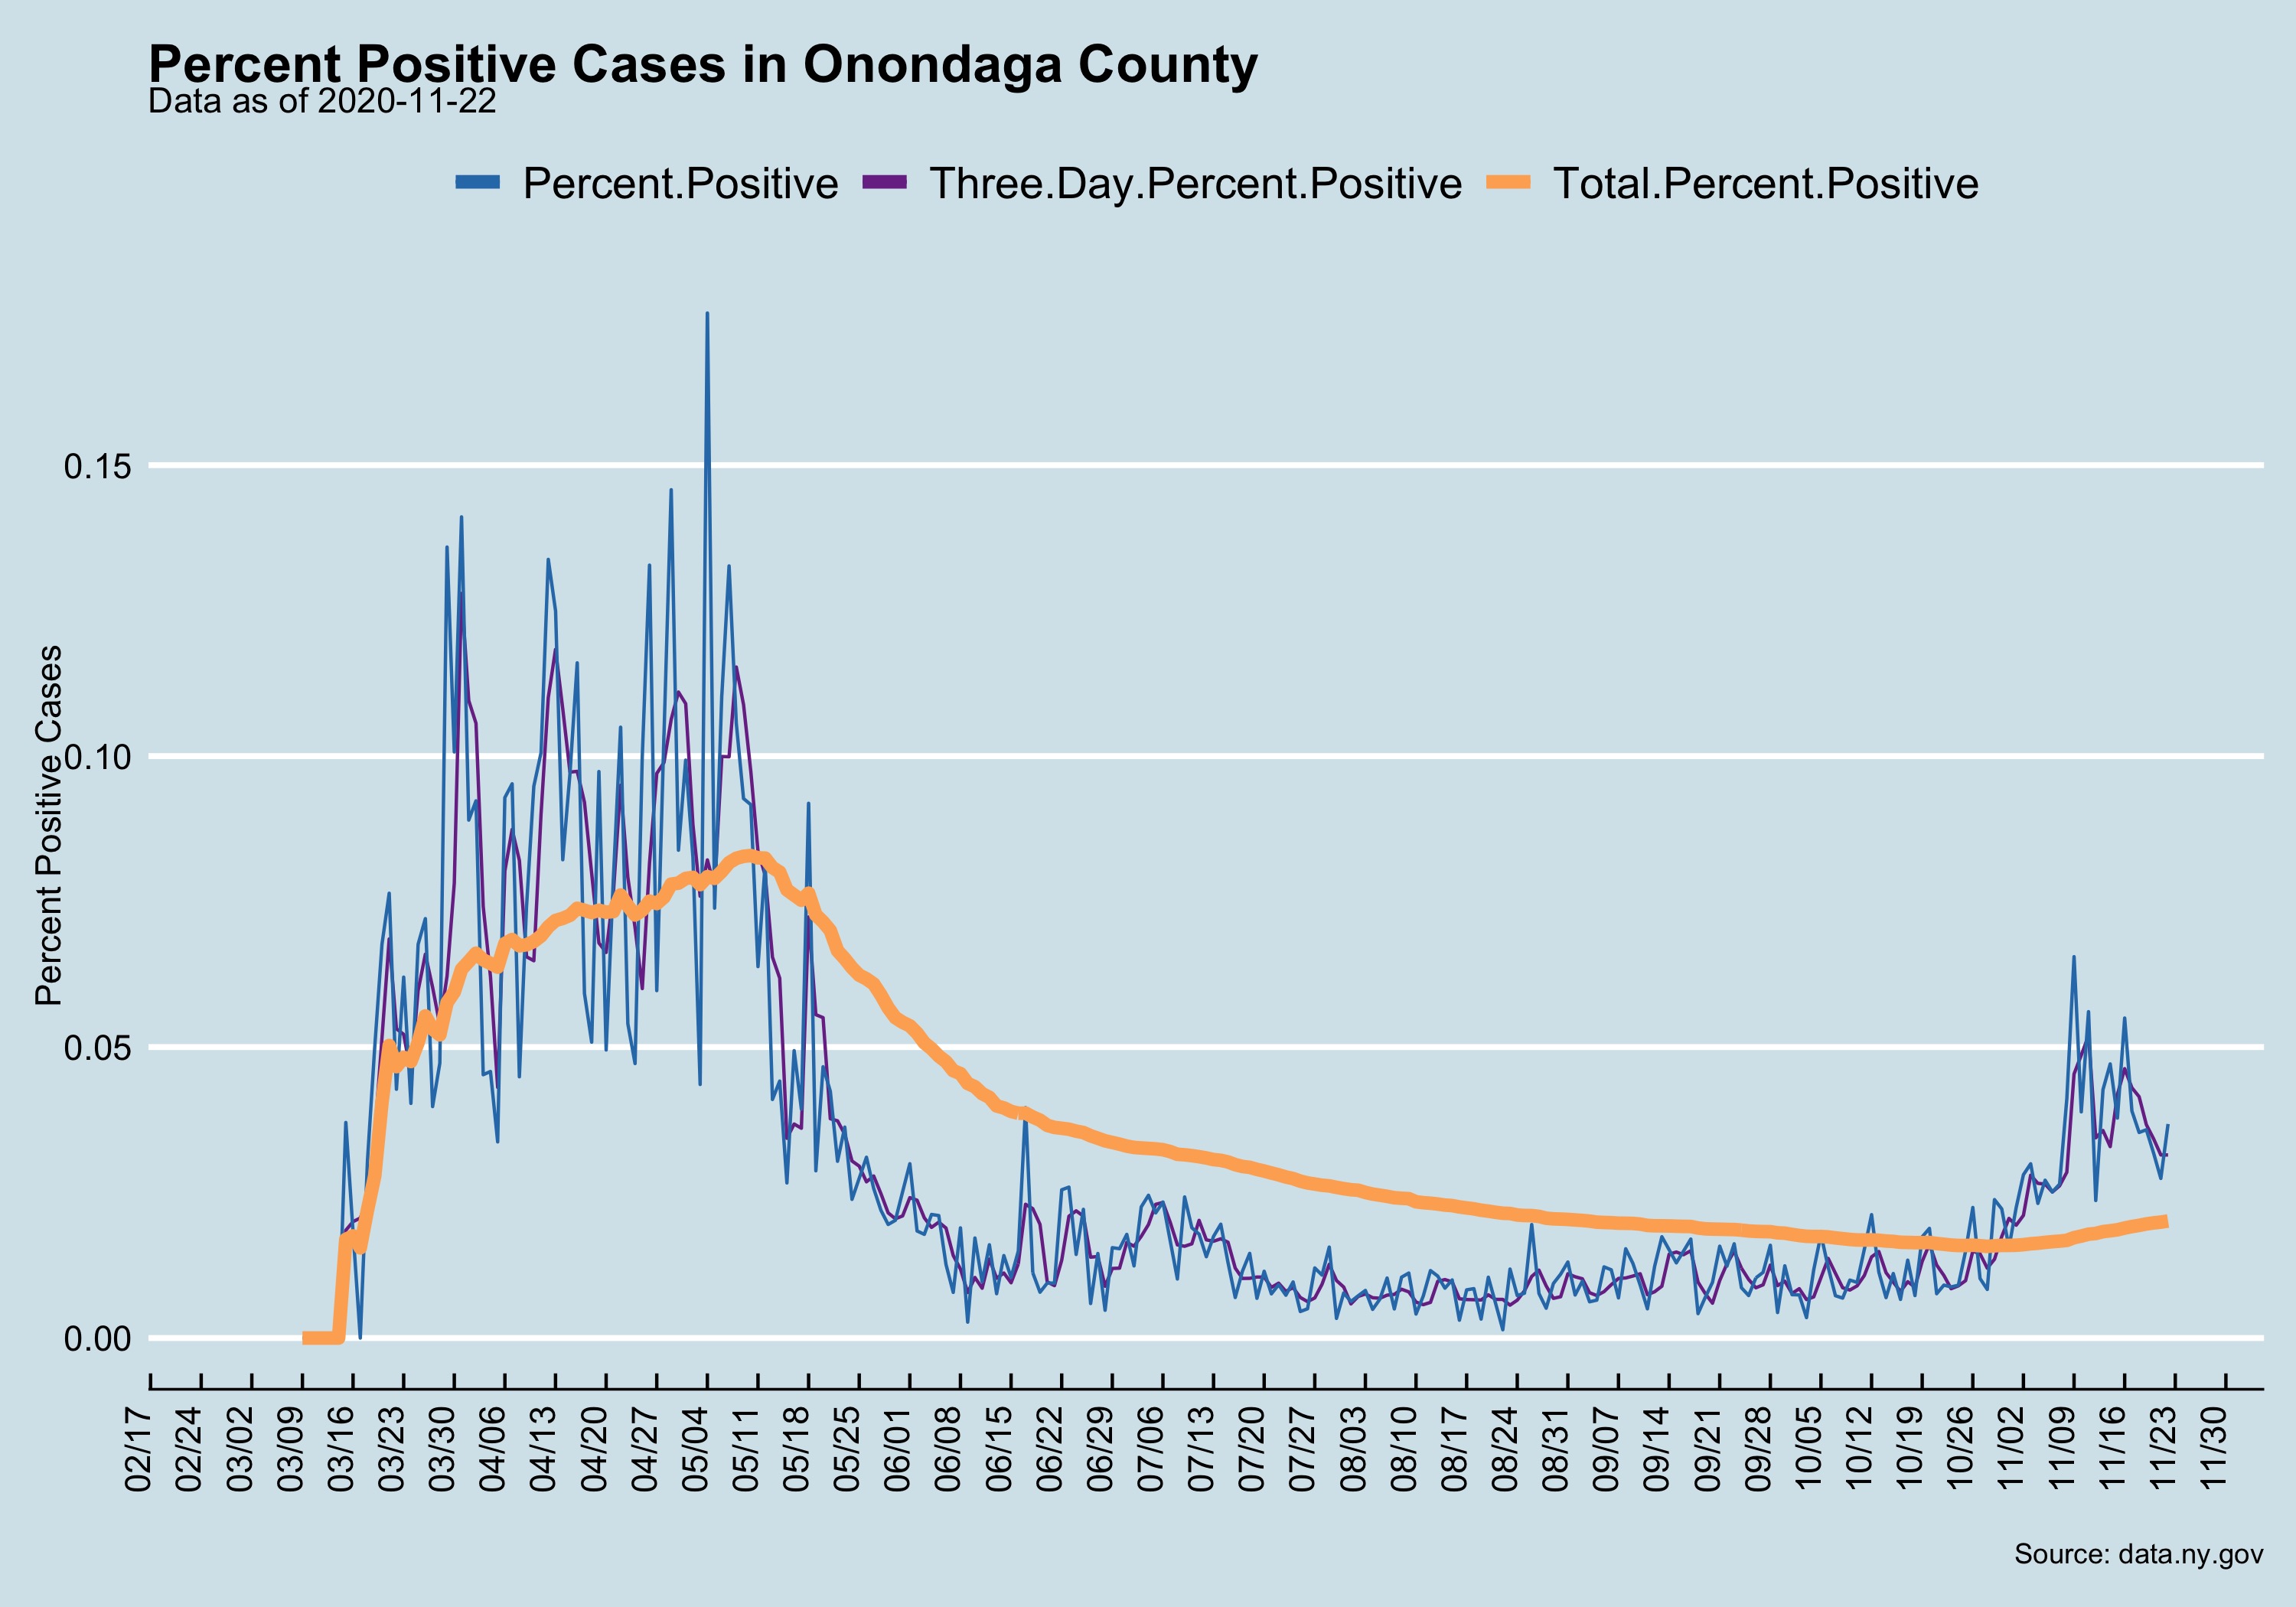 Percent Positive Cases in Onondaga County
Data as of 2020-11-22
Percent.Positive Three.Day.Percent.Positive Total.Percent.Positive
Percent Positive Cases
0.15
0.10
0.05
0.00
02/17 02/24 03/02 03/09 03/16 03/23 03/30 04/06 04/13 04/20 04/27 05/04 05/11 05/18 05/25 06/01 06/08 06/15 06/22 06/29 07/06 07/13 07/20 07/27 08/03 08/10 08/17 08/24 08/31 09/07 09/14 09/21 09/28 10/05 10/12 10/19 10/26 11/02 11/09 11/16 11/23 11/30
Source: data.ny.gov